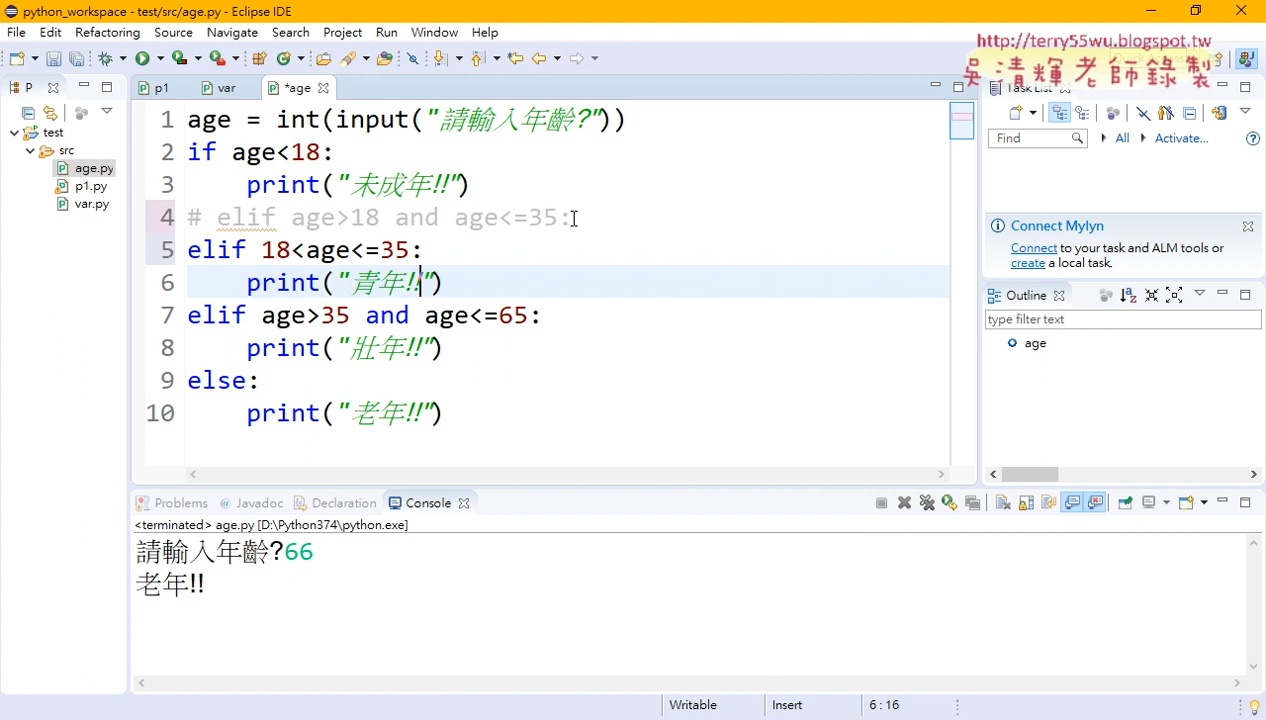 python_workspace - test/src/age.py - Eclipse IDE
File Edit Refactoring Source Navigate Search Project Run Window Help
http://terry55wu.blogspot.tw
吳清輝老師錄製
P
p1
var
*age
Task List
test
src
age.py
p1.py
var.py
1 age = int(input("請輸入年齡?"))
2 if age<18:
3 print("未成年!!")
4 # elif age>18 and age<=35:
5 elif 18<age<=35:
6 print("青年!!")
7 elif age>35 and age<=65:
8 print("壯年!!")
9 else:
10 print("老年!!")
Find
All
Activate...
Connect Mylyn
Connect to your task and ALM tools or
create a local task.
Outline
type filter text
age
Problems
@ Javadoc
Declaration
Console
<terminated> age.py [D:\Python374\python.exe]
請輸入年齡?66
老年!!
Writable
Insert
6 : 16